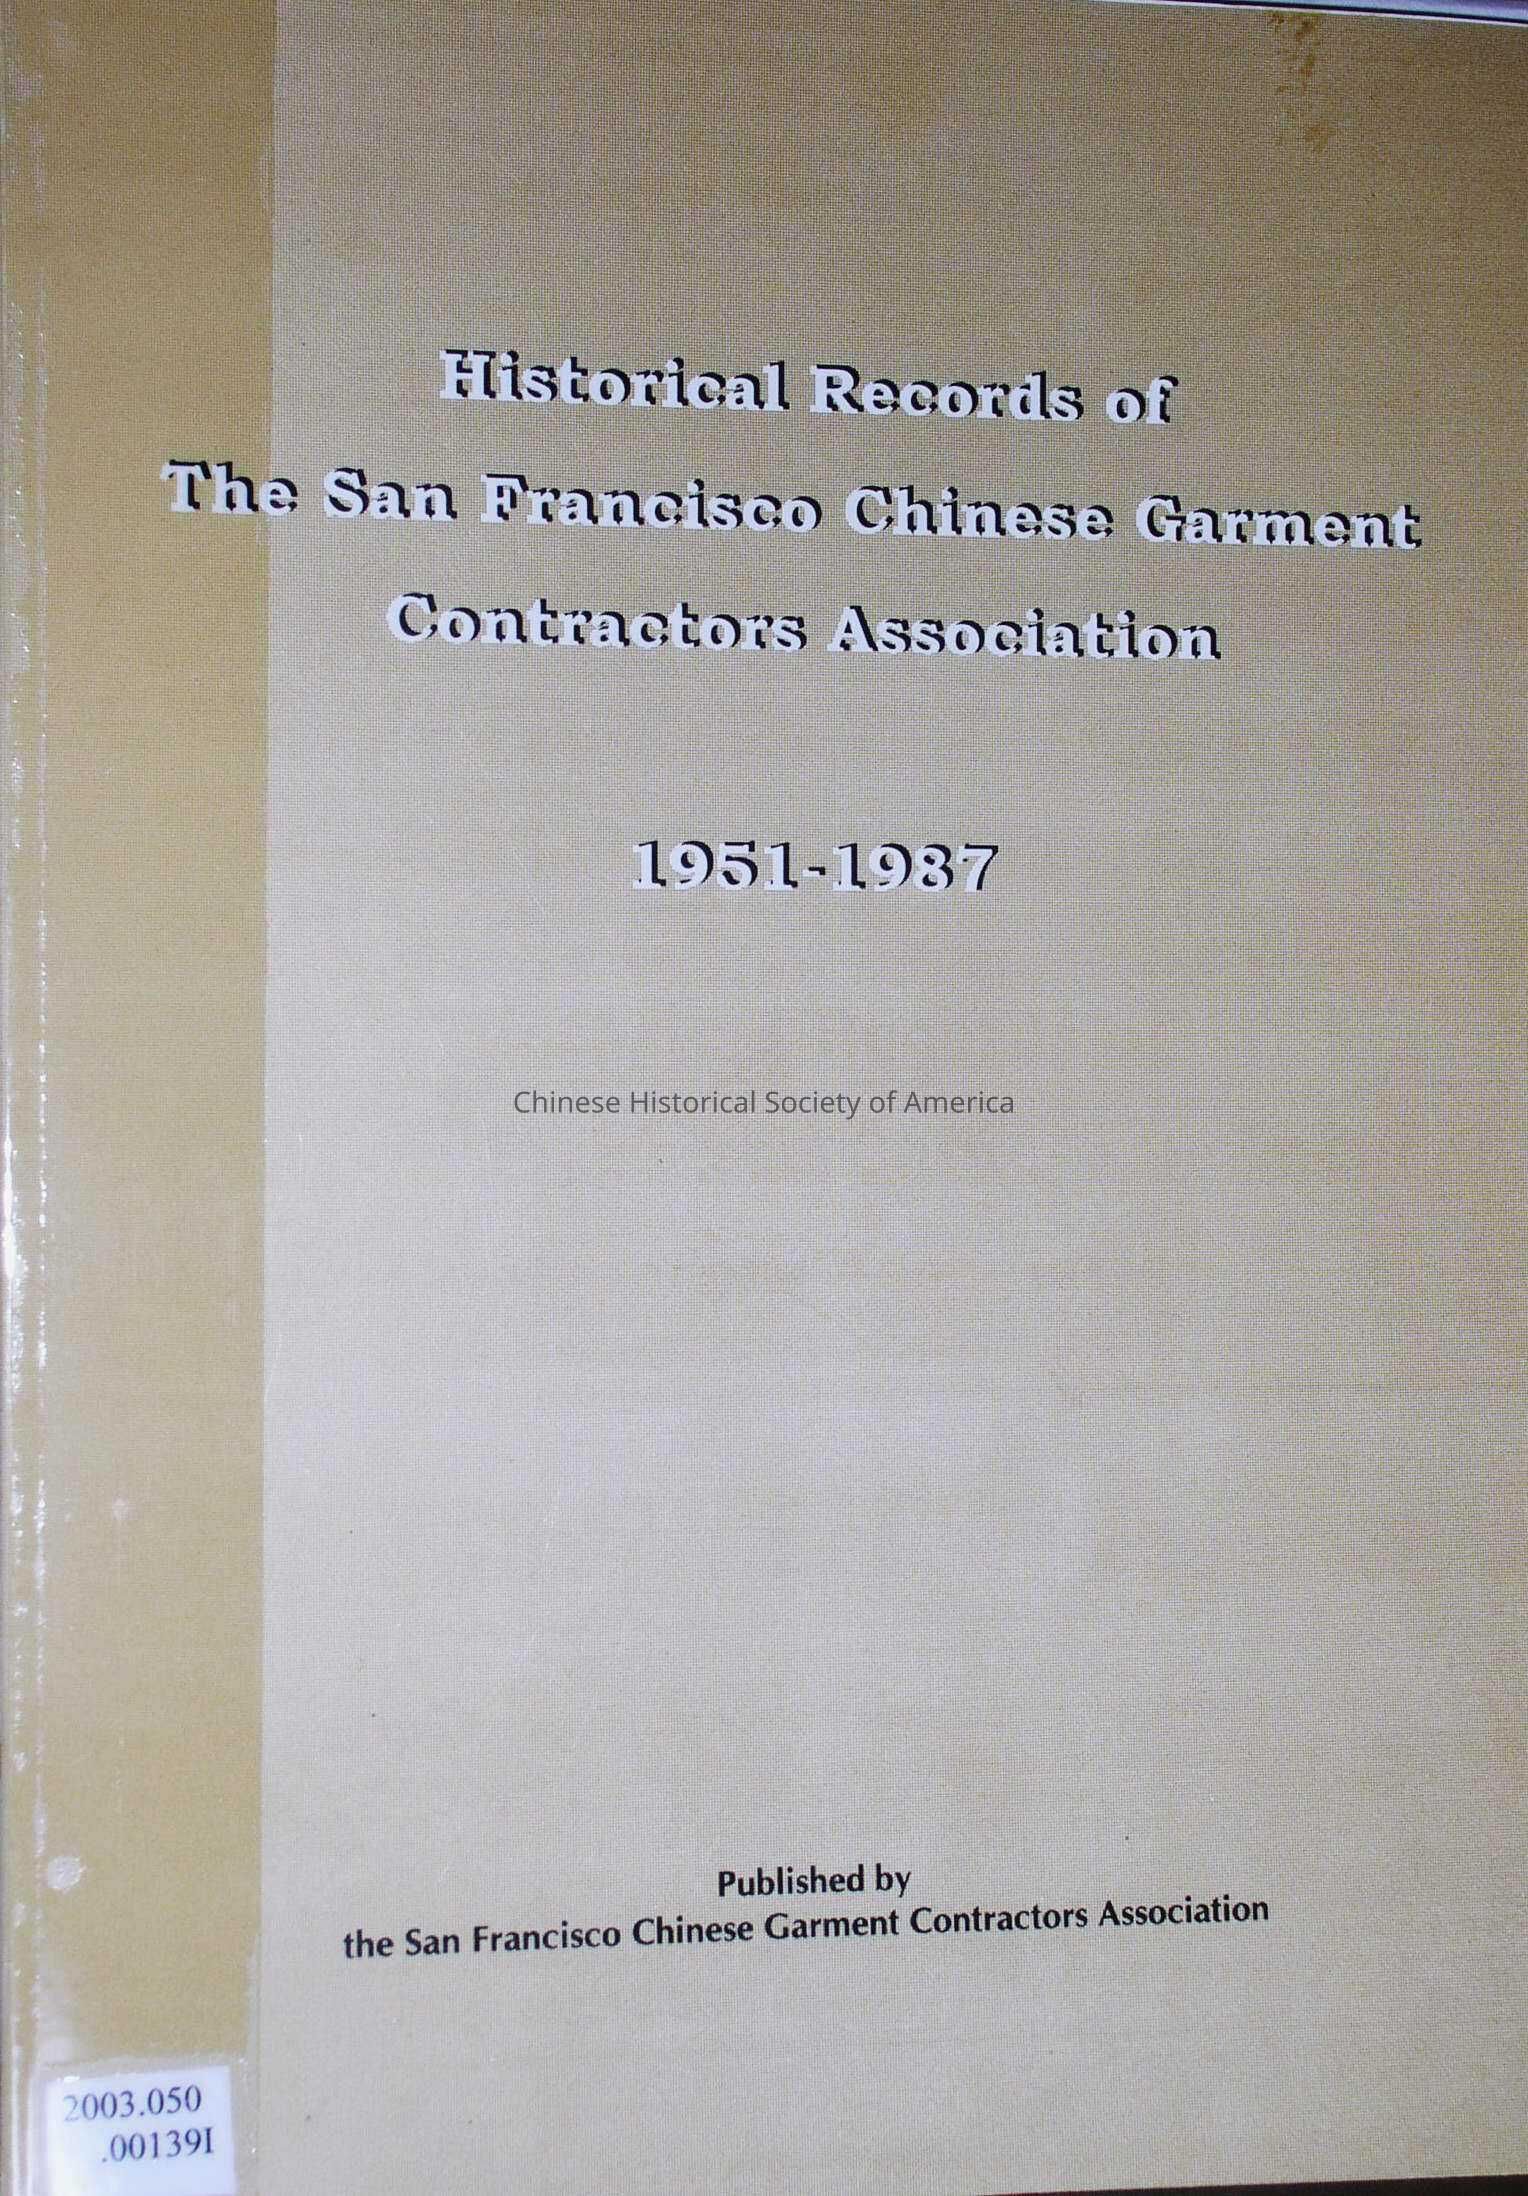 Historical Records of
The San Francisco Chinese Garment
Contractors Association
1951-1987
Chinese Historical Society of America
Published by
the San Francisco Chinese Garment Contractors Association
2003.050
.00139I